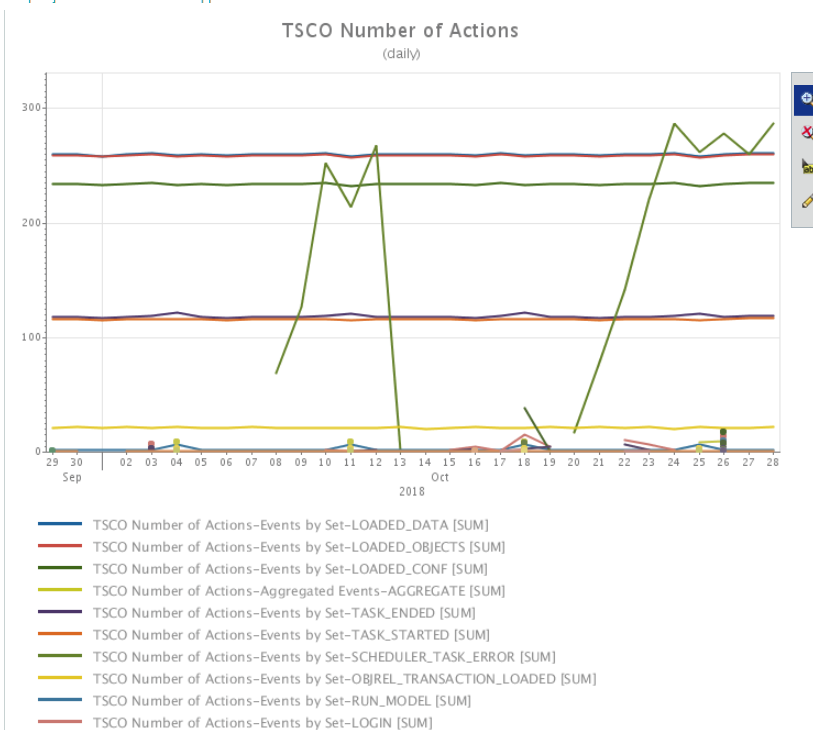 TSCO Number of Actions
(daily)
300
200
100
0
29 30 02 03 04 05 06 07 08 09 10 11 12 13 14 15 16 17 18 19 20 21 22 23 24 25 26 27 28
Sep Oct
2018
TSCO Number of Actions-Events by Set-LOADED_DATA [SUM]
TSCO Number of Actions-Events by Set-LOADED_OBJECTS [SUM]
TSCO Number of Actions-Events by Set-LOADED_CONF [SUM]
TSCO Number of Actions-Aggregated Events-AGGREGATE [SUM]
TSCO Number of Actions-Events by Set-TASK_ENDED [SUM]
TSCO Number of Actions-Events by Set-TASK_STARTED [SUM]
TSCO Number of Actions-Events by Set-SCHEDULER_TASK_ERROR [SUM]
TSCO Number of Actions-Events by Set-OBJREL_TRANSACTION_LOADED [SUM]
TSCO Number of Actions-Events by Set-RUN_MODEL [SUM]
TSCO Number of Actions-Events by Set-LOGIN [SUM]